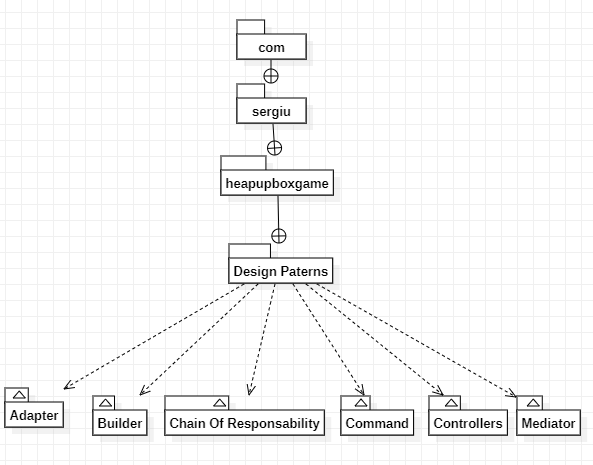 com
sergiu
heapupboxgame
Design Paterns
Adapter
Builder
Chain Of Responsability
Command
Controllers
Mediator